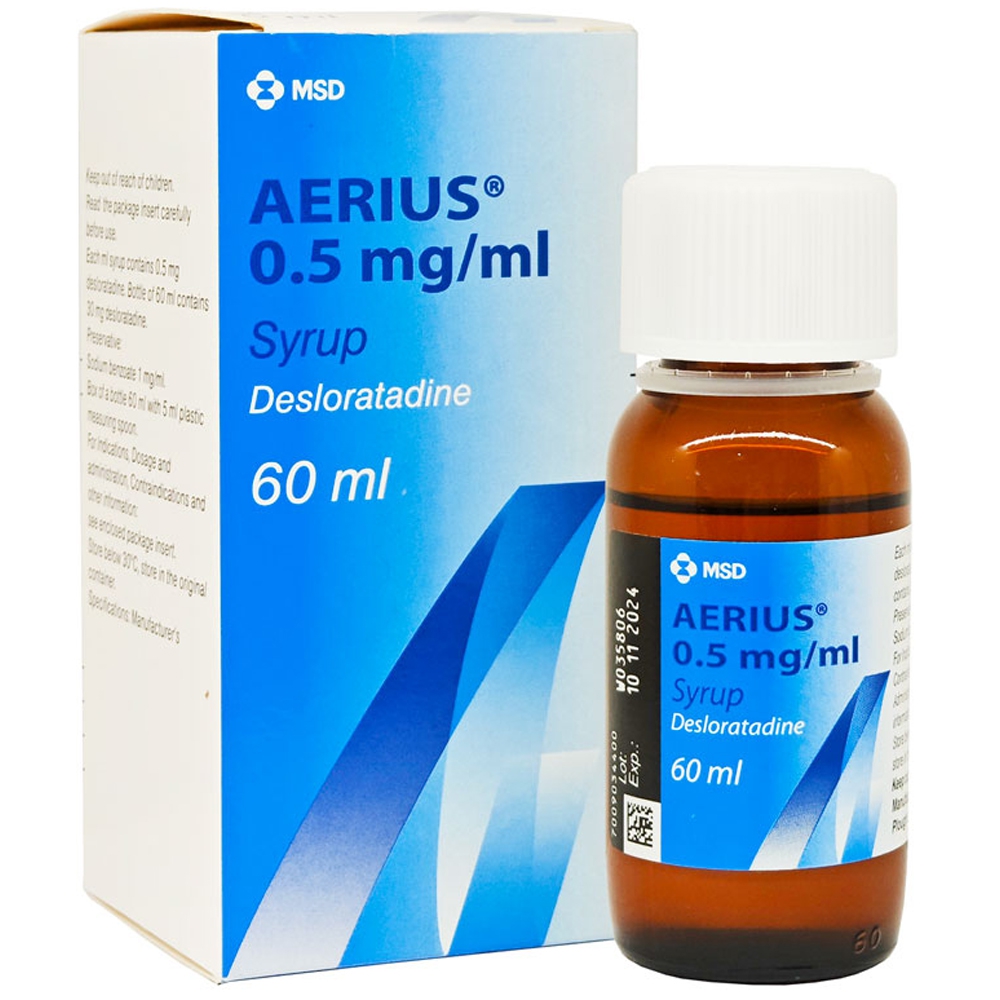 MSD
AERIUS®
0.5 mg/ml
Syrup
Desloratadine
60 ml
Keep out of reach of children.
Read the package insert carefully
before use.
Each ml syrup contains 0.5 mg
desloratadine. Bottle of 60 ml contains
30 mg desloratadine.
Preservative:
Sodium benzoate 1 mg/ml.
Box of a bottle 60 ml with 5 ml plastic
measuring spoon.
For Indications, Dosage and
administration, Contraindications and
other information:
see enclosed package insert.
Store below 30°C, store in the original
container.
Specifications: Manufacturer's
MSD
AERIUS®
0.5 mg/ml
Syrup
Desloratadine
60 ml
7009034400
Lot: W035806
Exp.: 10 11 2024
60